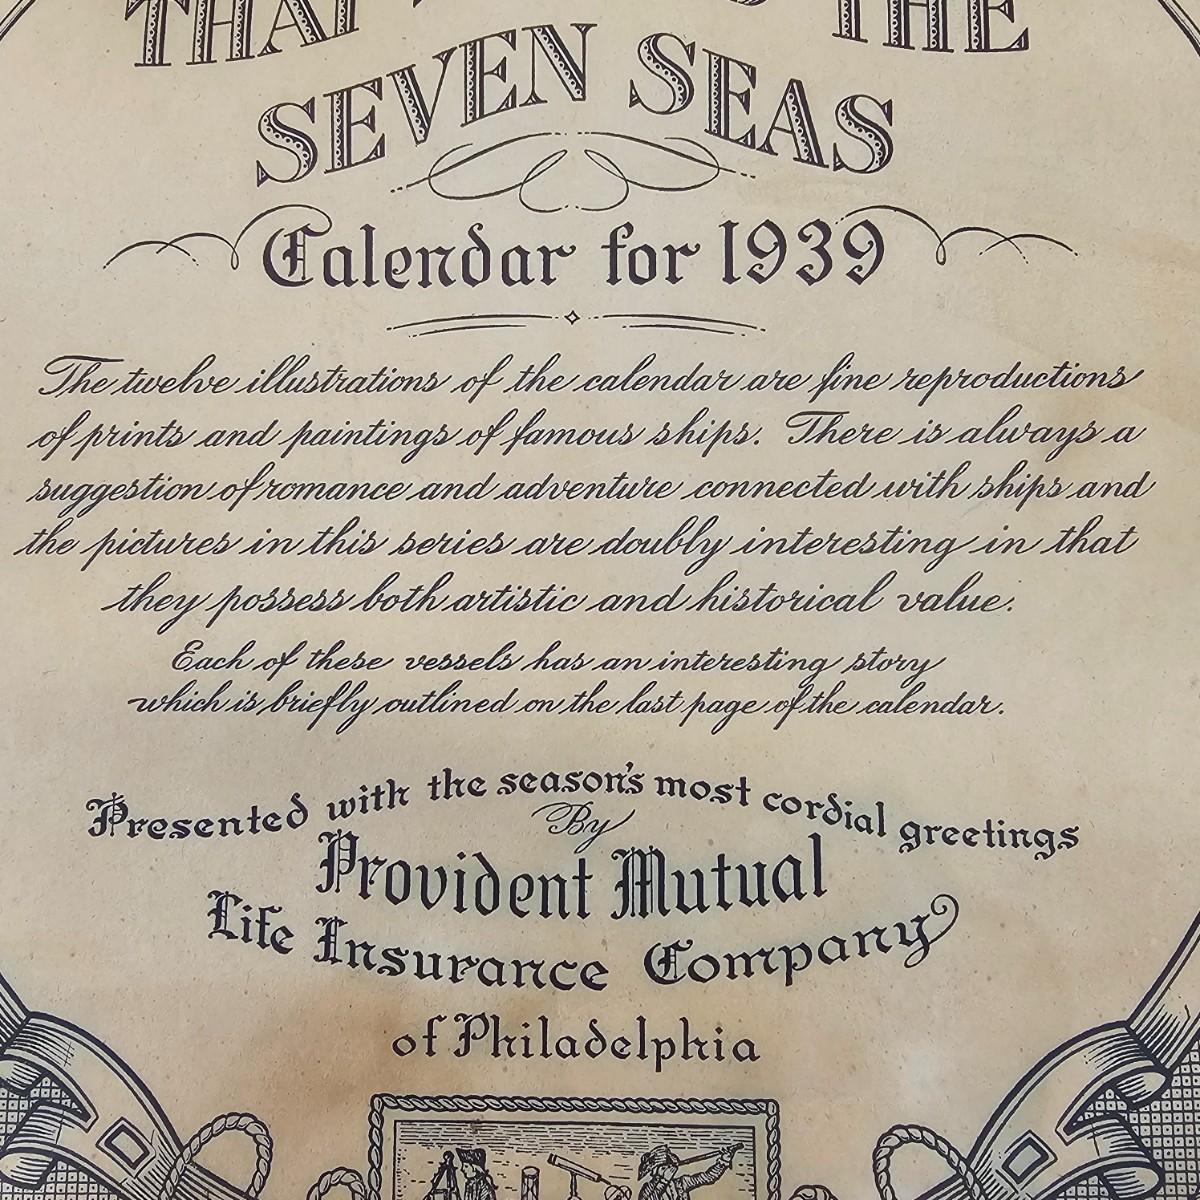 THAT THE
SEVEN SEAS
Calendar for 1939
The twelve illustrations of the calendar are fine reproductions
of prints and paintings of famous ships. There is always a
suggestion of romance and adventure connected with ships and
the pictures in this series are doubly interesting in that
they possess both artistic and historical value.
Each of these vessels has an interesting story
which is briefly outlined on the last page of the calendar.
Presented with the season's most cordial greetings
By
Provident Mutual
Life Insurance Company
of Philadelphia